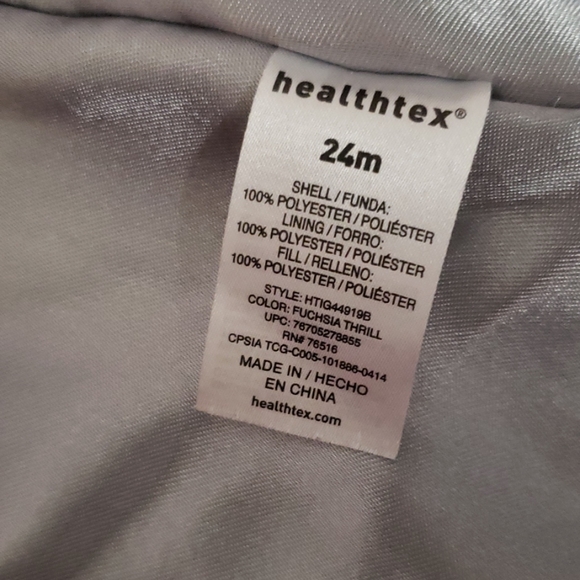 healthtex®
24m
SHELL / FUNDA:
100% POLYESTER / POLIÉSTER
LINING / FORRO:
100% POLYESTER / POLIÉSTER
FILL / RELLENO:
100% POLYESTER / POLIÉSTER
STYLE: HTIG44919B
COLOR: FUCHSIA THRILL
UPC: 76705278855
RN# 76516
CPSIA TCG-C005-101886-0414
MADE IN / HECHO
EN CHINA
healthtex.com